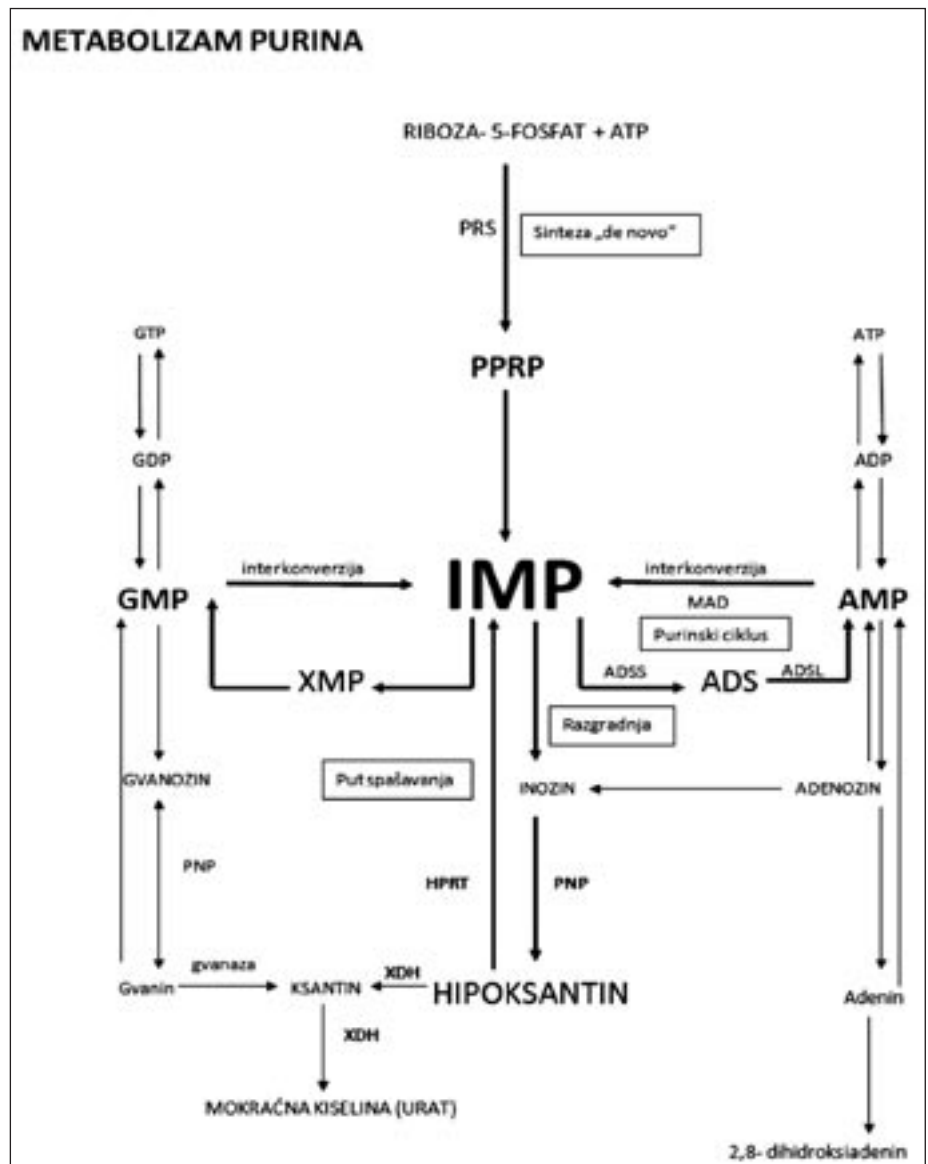 METABOLIZAM PURINA
RIBOZA- 5-FOSFAT + ATP
PRS
Sinteza „de novo“
GTP
PPRP
ATP
GDP
ADP
interkonverzija
IMP
interkonverzija
GMP
MAD
AMP
Purinski ciklus
XMP
ADSS
ADS
ADSL
Razgradnja
GVANOZIN
Put spašavanja
INOZIN
ADENOZIN
PNP
HPRT
PNP
gvanaza
XDH
Gvanin
KSANTIN
HIPOKSANTIN
Adenin
XDH
MOKRAĆNA KISELINA (URAT)
2,8- dihidroksiadenin